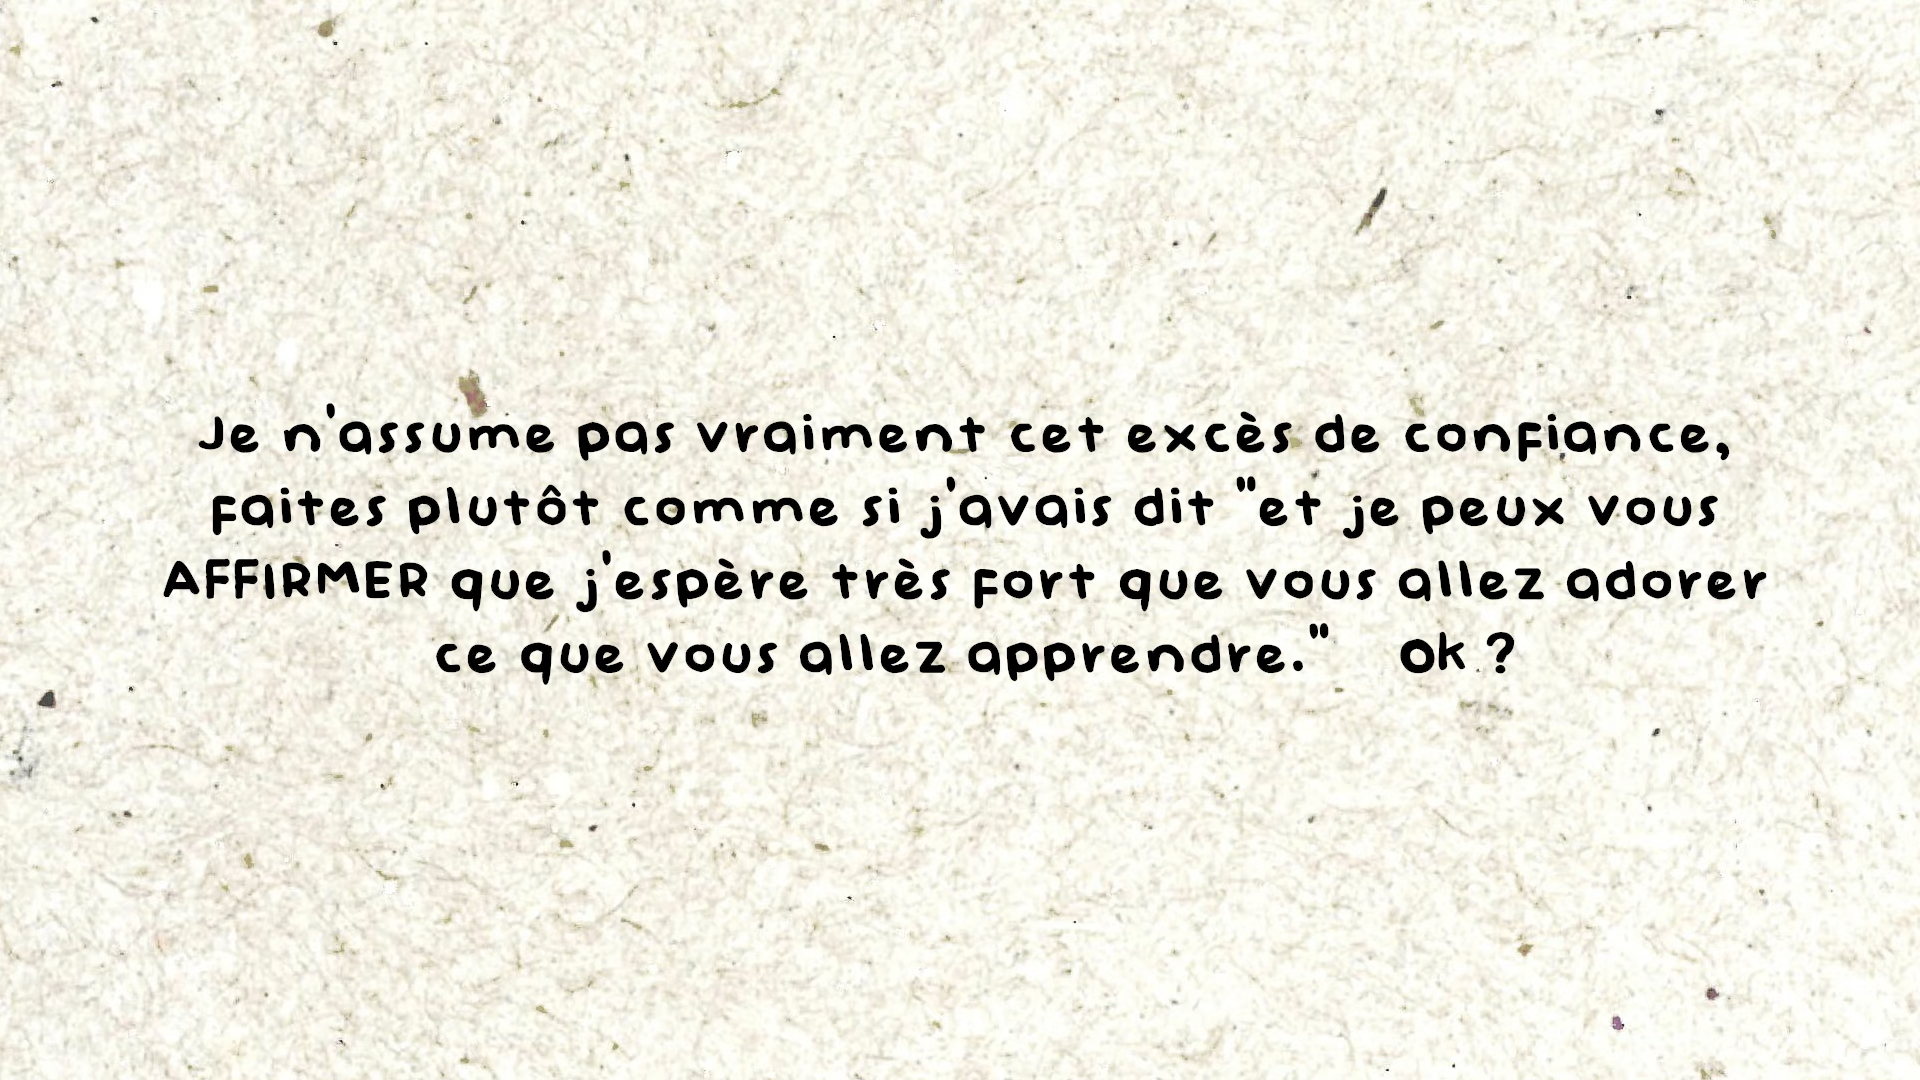 Je n'assume pas vraiment cet excès de confiance,
faites plutôt comme si j'avais dit "et je peux vous
AFFIRMER que j'espère très fort que vous allez adorer
ce que vous allez apprendre." Ok ?